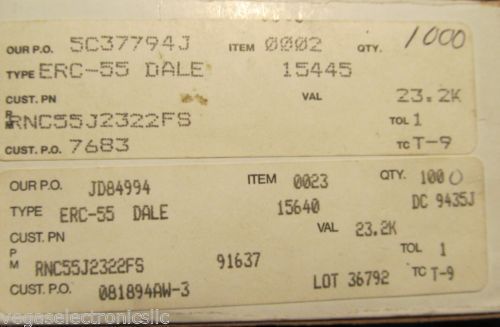 OUR P.O. 5C37794J ITEM 0002 QTY. 1000
TYPE ERC-55 DALE 15445
CUST. PN VAL 23.2K
RNC55J2322FS TOL 1
CUST. P.O. 7683 TC T-9
OUR P.O. JD84994 ITEM 0023 QTY. 1000
TYPE ERC-55 DALE 15640 DC 9435J
CUST. PN VAL 23.2K
P
M RNC55J2322FS 91637 TOL 1
CUST. P.O. 081894AW-3 LOT 36792 TC T-9
vegaselectronicsllc